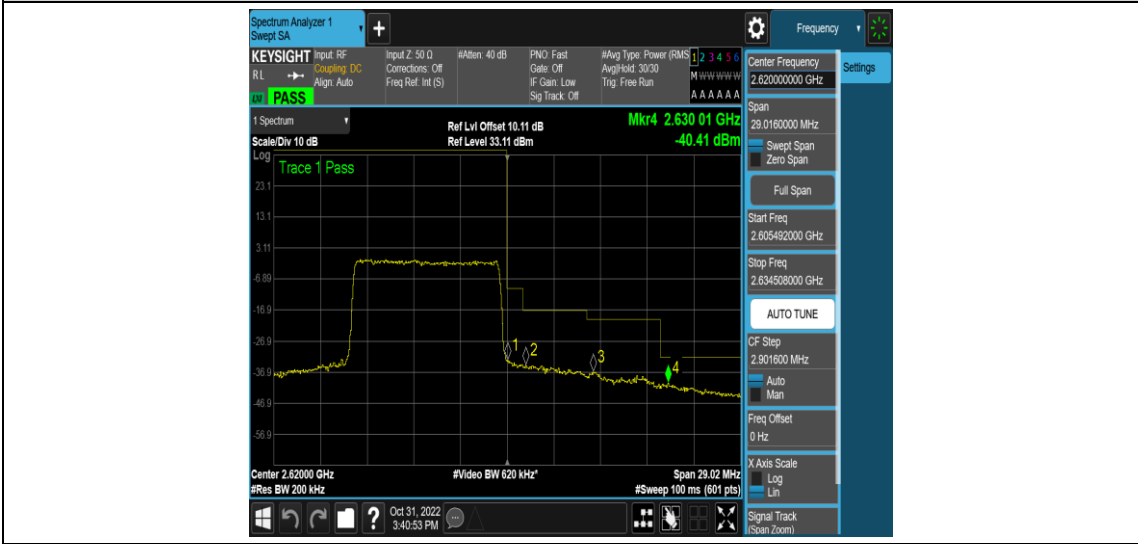 Spectrum Analyzer 1
Swept SA
Frequency
KEYSIGHT
RL
PASS
Input: RF
Coupling: DC
Align: Auto
Input Z: 50 Ω
Corrections: Off
Freq Ref: Int (S)
#Atten: 40 dB
PNO: Fast
Gate: Off
IF Gain: Low
Sig Track: Off
#Avg Type: Power (RMS
Avg|Hold: 30/30
Trig: Free Run
1 2 3 4 5 6
M W W W W W
A A A A A A
1 Spectrum
Scale/Div 10 dB
Ref Lvl Offset 10.11 dB
Ref Level 33.11 dBm
Mkr4 2.630 01 GHz
-40.41 dBm
Log
Trace 1 Pass
23.1
13.1
3.11
-6.89
-16.9
-26.9
-36.9
-46.9
-56.9
1
2
3
4
Center 2.62000 GHz
#Res BW 200 kHz
#Video BW 620 kHz*
Span 29.02 MHz
#Sweep 100 ms (601 pts)
Oct 31, 2022
3:40:53 PM
Center Frequency
2.620000000 GHz
Settings
Span
29.0160000 MHz
Swept Span
Zero Span
Full Span
Start Freq
2.605492000 GHz
Stop Freq
2.634508000 GHz
AUTO TUNE
CF Step
2.901600 MHz
Auto
Man
Freq Offset
0 Hz
X Axis Scale
Log
Lin
Signal Track
(Span Zoom)